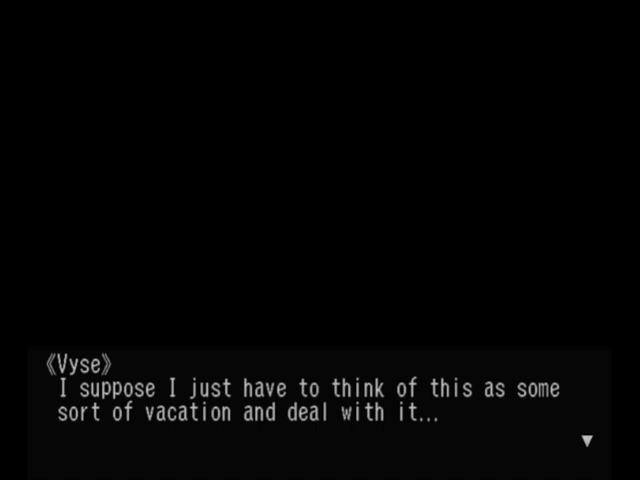 《Vyse》
I suppose I just have to think of this as some
sort of vacation and deal with it...